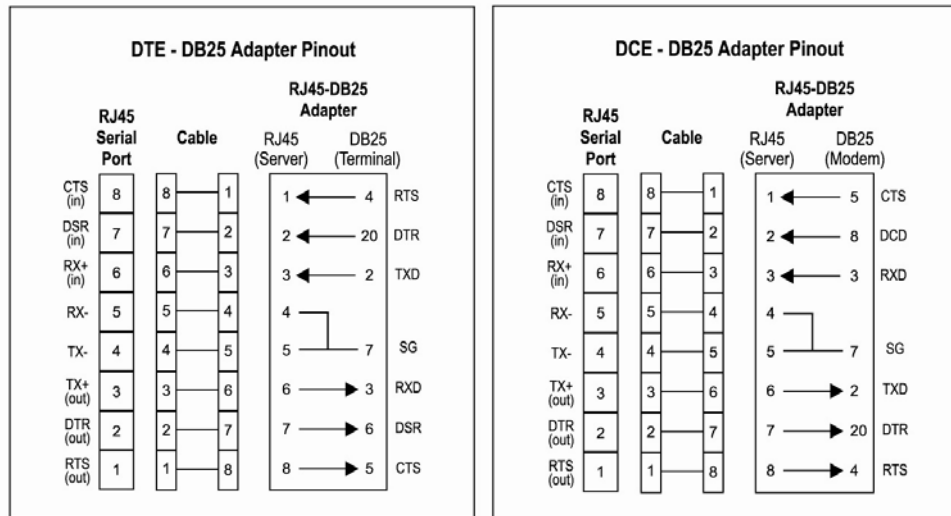 DTE - DB25 Adapter Pinout
RJ45-DB25
Adapter
RJ45
Serial
Port
Cable
RJ45
(Server)
DB25
(Terminal)
CTS
(in)
8 8 1 1 4 RTS
DSR
(in)
7 7 2 2 20 DTR
RX+
(in)
6 6 3 3 2 TXD
RX- 5 5 4 4
TX- 4 4 5 5 7 SG
TX+
(out)
3 3 6 6 3 RXD
DTR
(out)
2 2 7 7 6 DSR
RTS
(out)
1 1 8 8 5 CTS
DCE - DB25 Adapter Pinout
RJ45-DB25
Adapter
RJ45
Serial
Port
Cable
RJ45
(Server)
DB25
(Modem)
CTS
(in)
8 8 1 1 5 CTS
DSR
(in)
7 7 2 2 8 DCD
RX+
(in)
6 6 3 3 3 RXD
RX- 5 5 4 4
TX- 4 4 5 5 7 SG
TX+
(out)
3 3 6 6 2 TXD
DTR
(out)
2 2 7 7 20 DTR
RTS
(out)
1 1 8 8 4 RTS